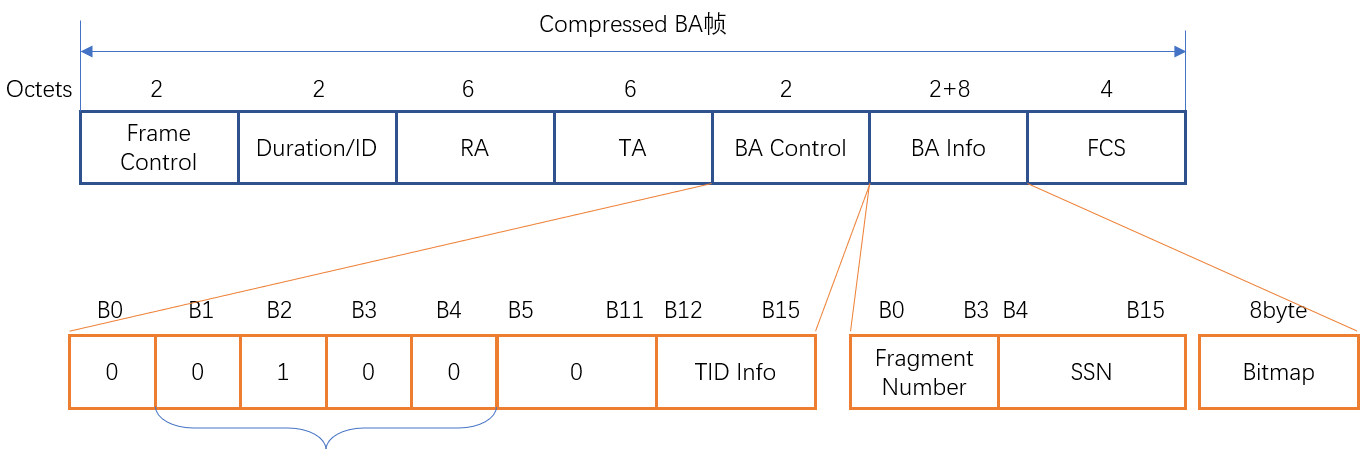 Compressed BA帧
Octets 2 2 6 6 2 2+8 4
Frame Control Duration/ID RA TA BA Control BA Info FCS
B0 B1 B2 B3 B4 B5 B11 B12 B15 B0 B3 B4 B15 8byte
0 0 1 0 0 0 TID Info Fragment Number SSN Bitmap